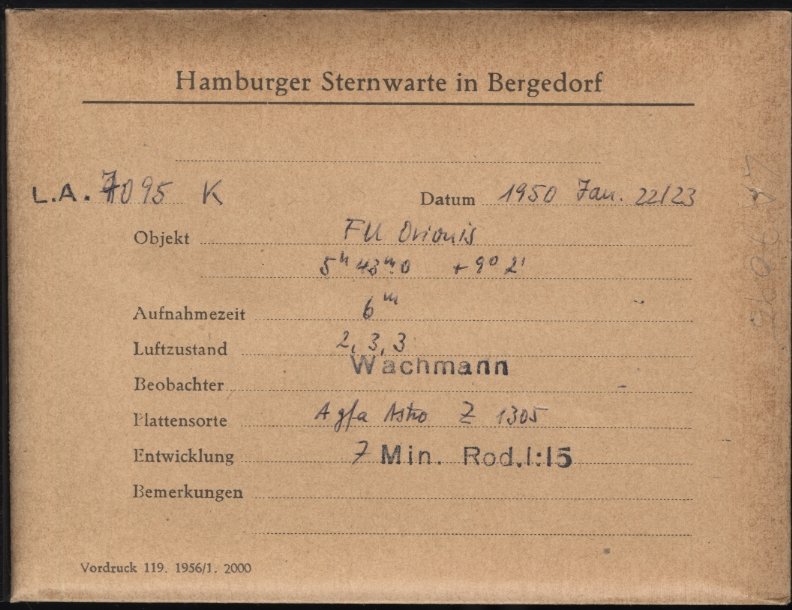 Hamburger Sternwarte in Bergedorf
L.A. 7095 K Datum 1950 Jan. 22/23
Objekt FU Orionis
5ʰ 43ᵐ0 + 9° 2'
Aufnahmezeit 6ᵐ
Luftzustand 2, 3, 3
Beobachter Wachmann
Plattensorte Agfa Astro Z 1305
Entwicklung 7 Min. Rod.1:15
Bemerkungen
Vordruck 119. 1956/1. 2000